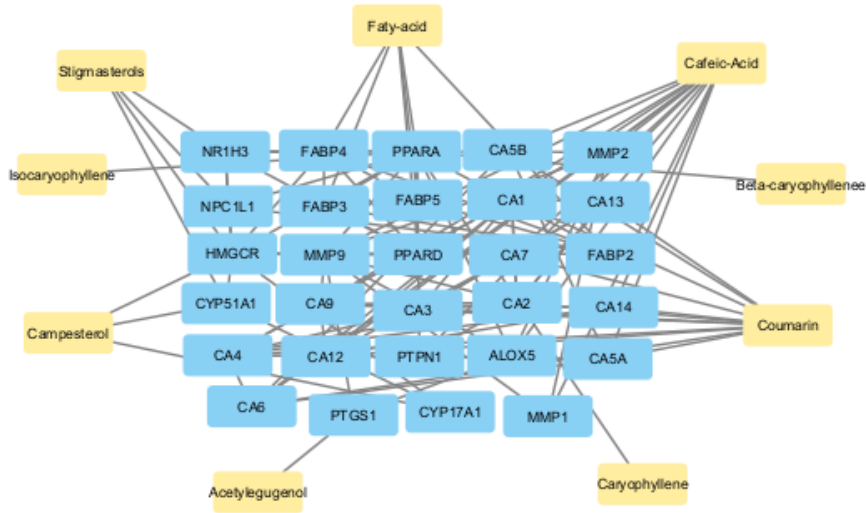 Faty-acid
Stigmasterols
Cafeic-Acid
NR1H3
FABP4
PPARA
CA5B
MMP2
Isocaryophyllene
Beta-caryophyllenee
NPC1L1
FABP3
FABP5
CA1
CA13
HMGCR
MMP9
PPARD
CA7
FABP2
CYP51A1
CA9
CA3
CA2
CA14
Campesterol
Coumarin
CA4
CA12
PTPN1
ALOX5
CA5A
CA6
PTGS1
CYP17A1
MMP1
Acetylegugenol
Caryophyllene